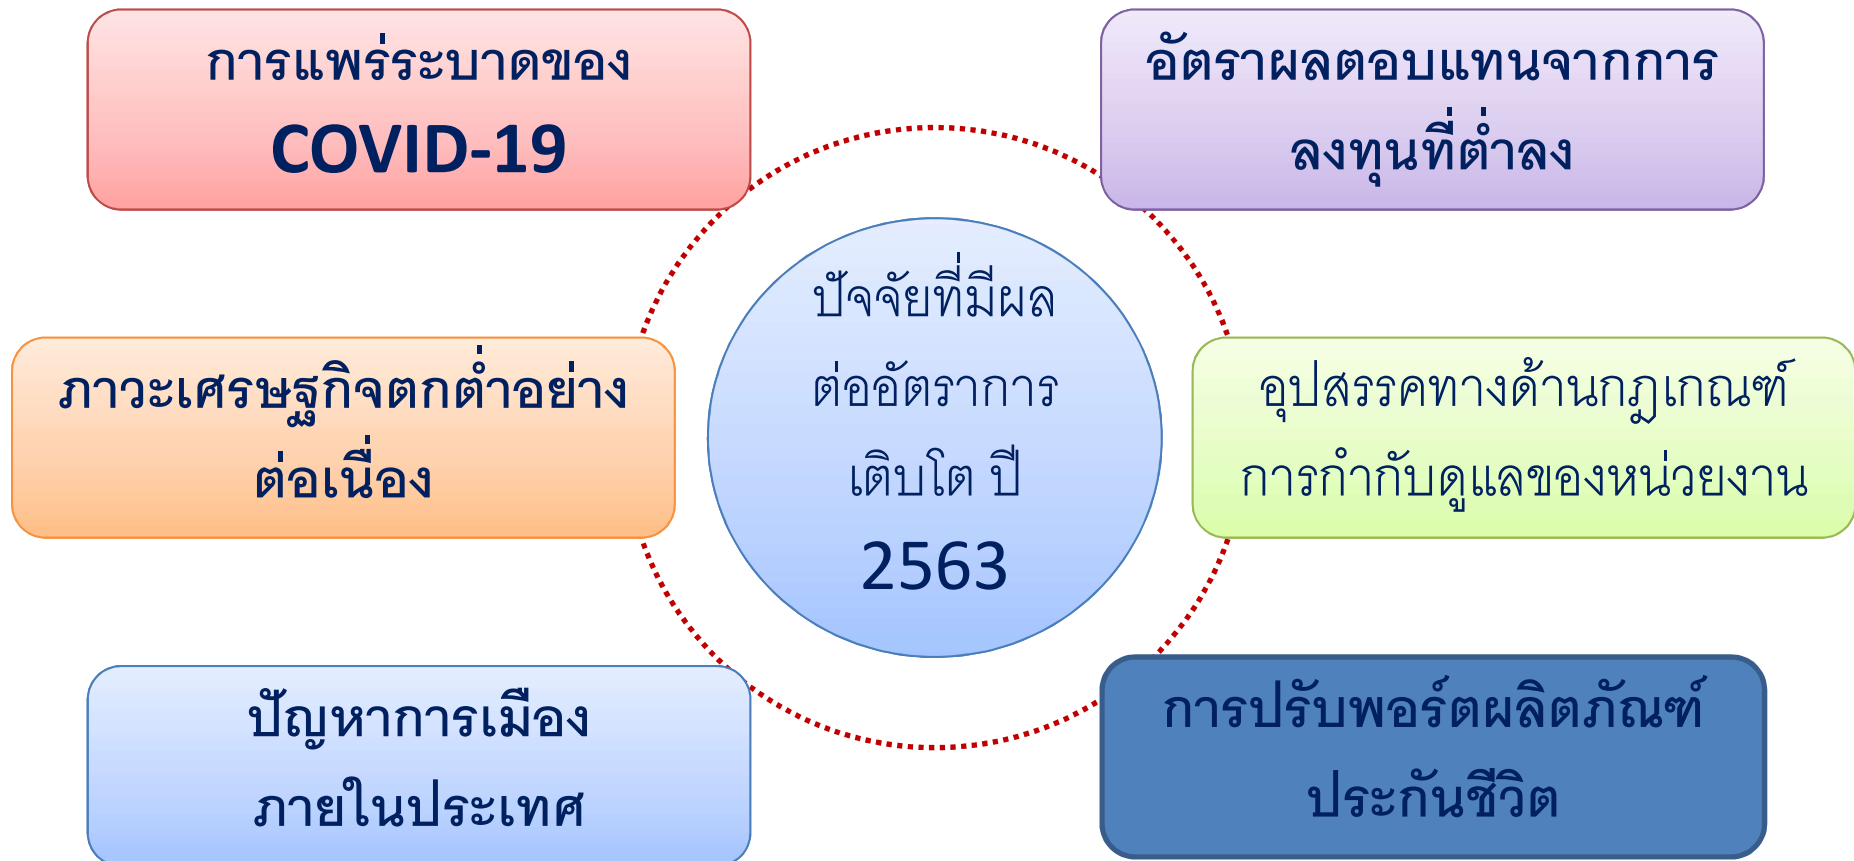 การแพร่ระบาดของ
COVID-19
อัตราผลตอบแทนจากการ
ลงทุนที่ต่ำลง
ปัจจัยที่มีผล
ต่ออัตราการ
เติบโต ปี
2563
ภาวะเศรษฐกิจตกต่ำอย่าง
ต่อเนื่อง
อุปสรรคทางด้านกฎเกณฑ์
การกำกับดูแลของหน่วยงาน
ปัญหาการเมือง
ภายในประเทศ
การปรับพอร์ตผลิตภัณฑ์
ประกันชีวิต